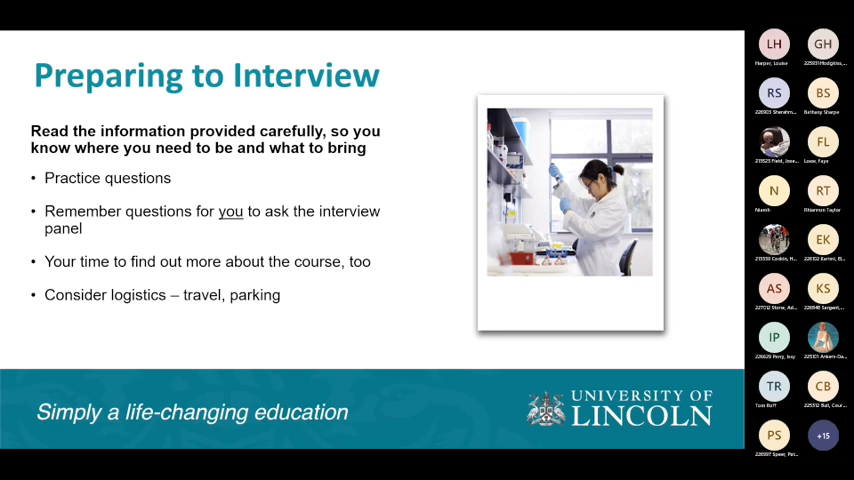 Preparing to Interview
Read the information provided carefully, so you
know where you need to be and what to bring
• Practice questions
• Remember questions for you to ask the interview
panel
• Your time to find out more about the course, too
• Consider logistics – travel, parking
Simply a life-changing education
UNIVERSITY OF
LINCOLN
LH
GH
Harper, Louise
RS
BS
Bethany Sharpe
FL
Lowe, Faye
N
RT
Niamh
Rhiannon Taylor
EK
AS
KS
IP
TR
CB
Tom Raff
PS
+15